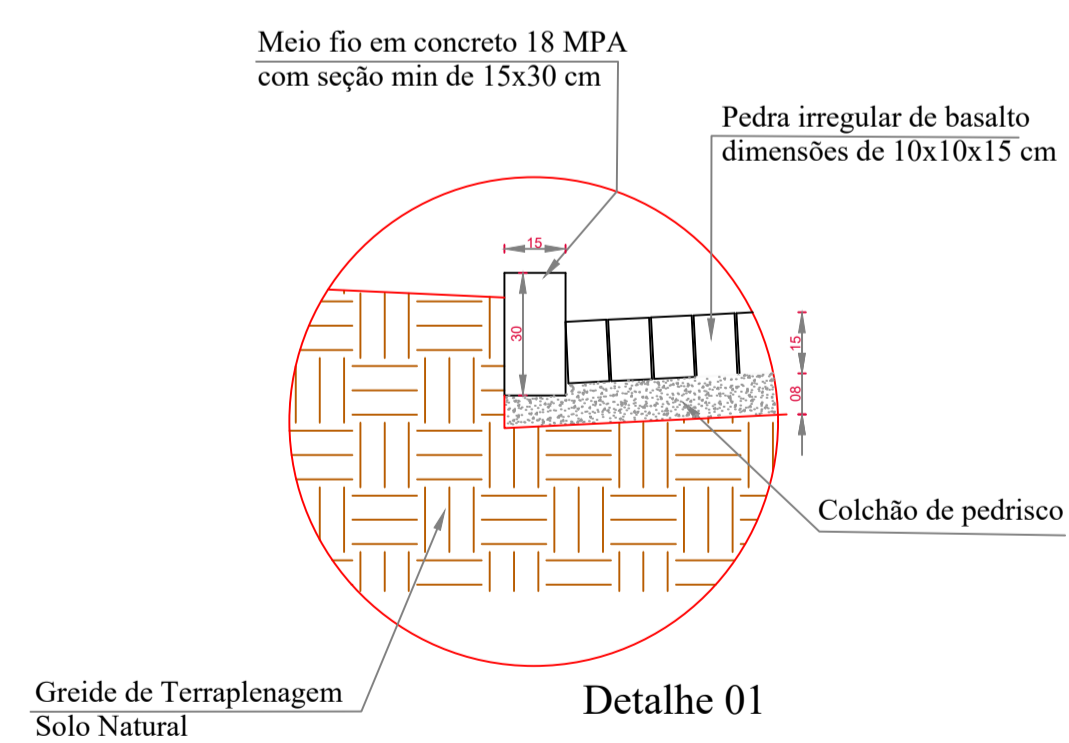 Meio fio em concreto 18 MPA
com seção min de 15x30 cm
Pedra irregular de basalto
dimensões de 10x10x15 cm
15
30
15
08
Colchão de pedrisco
Greide de Terraplenagem
Solo Natural
Detalhe 01